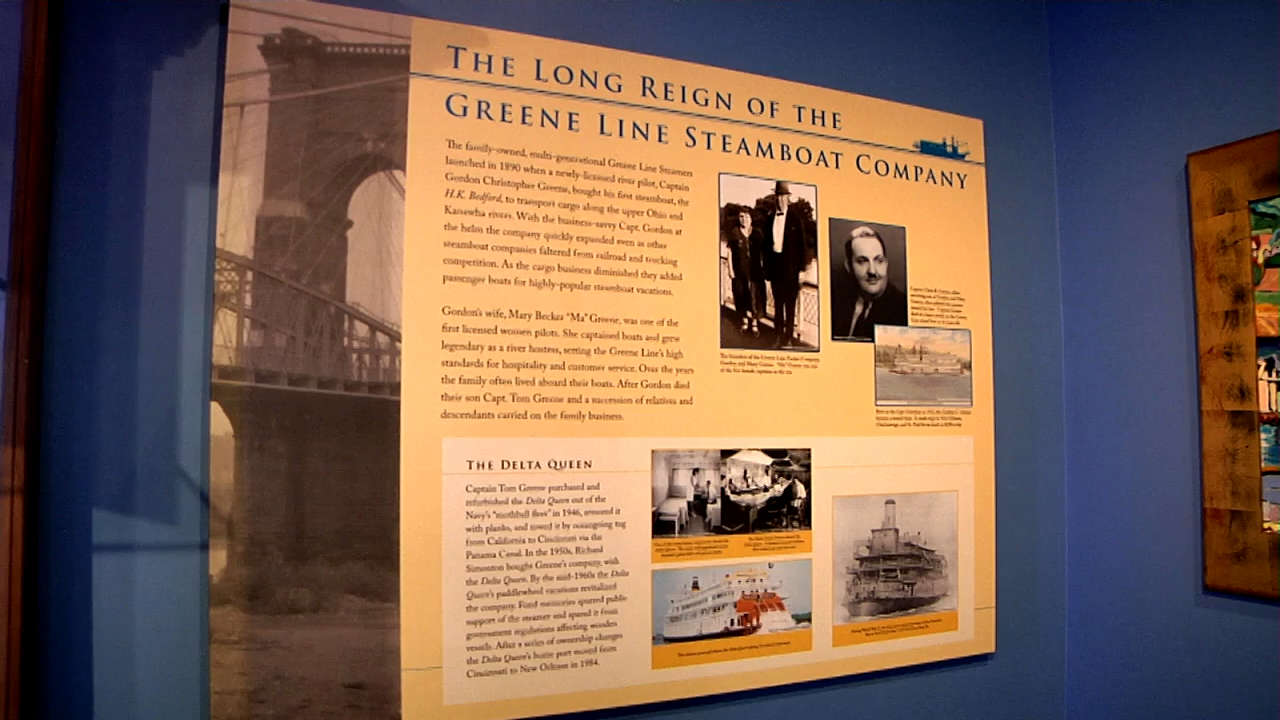 THE LONG REIGN OF THE
GREENE LINE STEAMBOAT COMPANY
The family-owned, multi-generational Greene Line Steamers
launched in 1890 when a newly-licensed river pilot, Captain
Gordon Christopher Greene, bought his first steamboat, the
H.K. Bedford, to transport cargo along the upper Ohio and
Kanawha rivers. With the business-savvy Capt. Gordon at
the helm the company quickly expanded even as other
steamboat companies faltered from railroad and trucking
competition. As the cargo business diminished they added
passenger boats for highly-popular steamboat vacations.
Gordon's wife, Mary Becker "Ma" Greene, was one of the
first licensed women pilots. She captained boats and grew
legendary as a river hostess, setting the Greene Line's high
standards for hospitality and customer service. Over the years
the family often lived aboard their boats. After Gordon died
their son Capt. Tom Greene and a succession of relatives and
descendants carried on the family business.
THE DELTA QUEEN
Captain Tom Greene purchased and
refurbished the Delta Queen out of the
Navy's "mothball fleet" in 1946, armored it
with planks, and towed it by oceangoing tug
from California to Cincinnati via the
Panama Canal. In the 1950s, Richard
Simonton bought Greene's company, with
the Delta Queen. By the mid-1960s the Delta
Queen's paddlewheel vacations revitalized
the company. Fond memories spurred public
support of the steamer and spared it from
government regulations affecting wooden
vessels. After a series of ownership changes
the Delta Queen's home port moved from
Cincinnati to New Orleans in 1984.